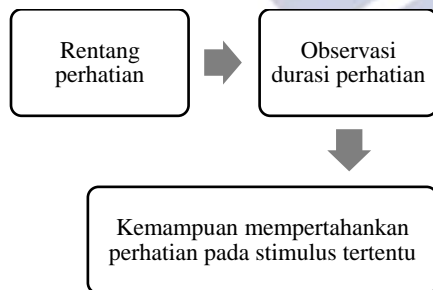 Rentang
perhatian
Observasi
durasi perhatian
Kemampuan mempertahankan
perhatian pada stimulus tertentu